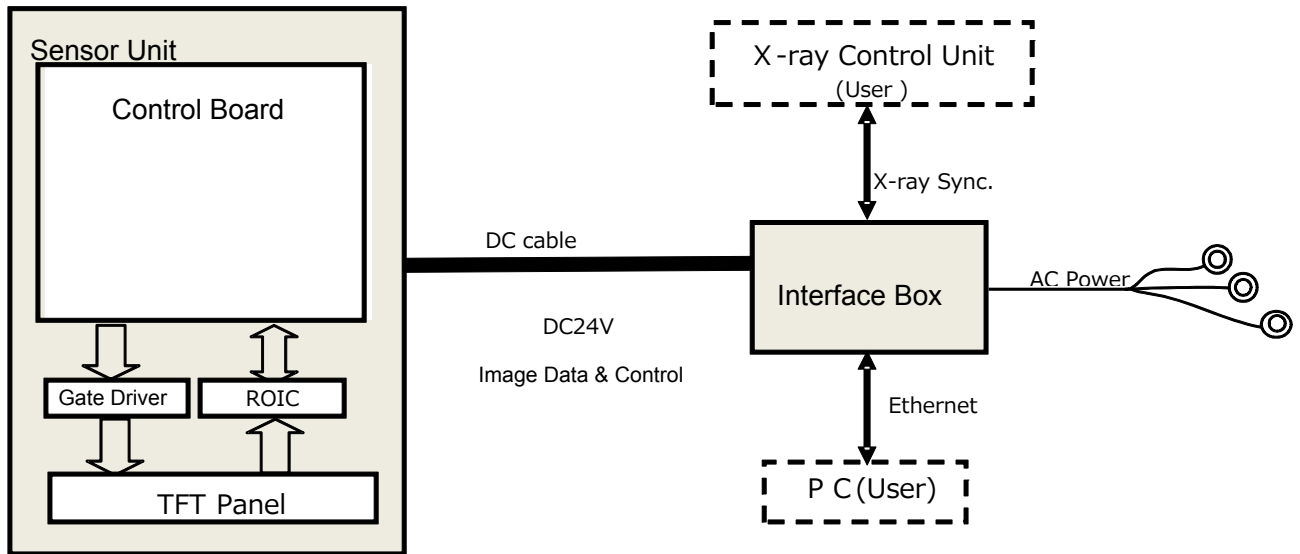 Sensor Unit
Control Board
Gate Driver
ROIC
TFT Panel
DC cable
DC24V
Image Data & Control
X-ray Control Unit
(User )
X-ray Sync.
Interface Box
AC Power
Ethernet
P C (User)